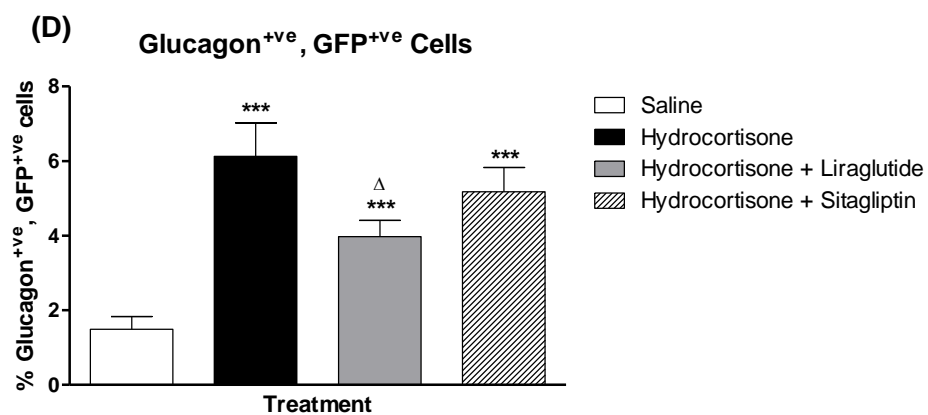 (D)
Glucagon+ve, GFP+ve Cells
% Glucagon+ve, GFP+ve cells
8
6
4
2
0
***
Δ
***
***
Treatment
Saline
Hydrocortisone
Hydrocortisone + Liraglutide
Hydrocortisone + Sitagliptin